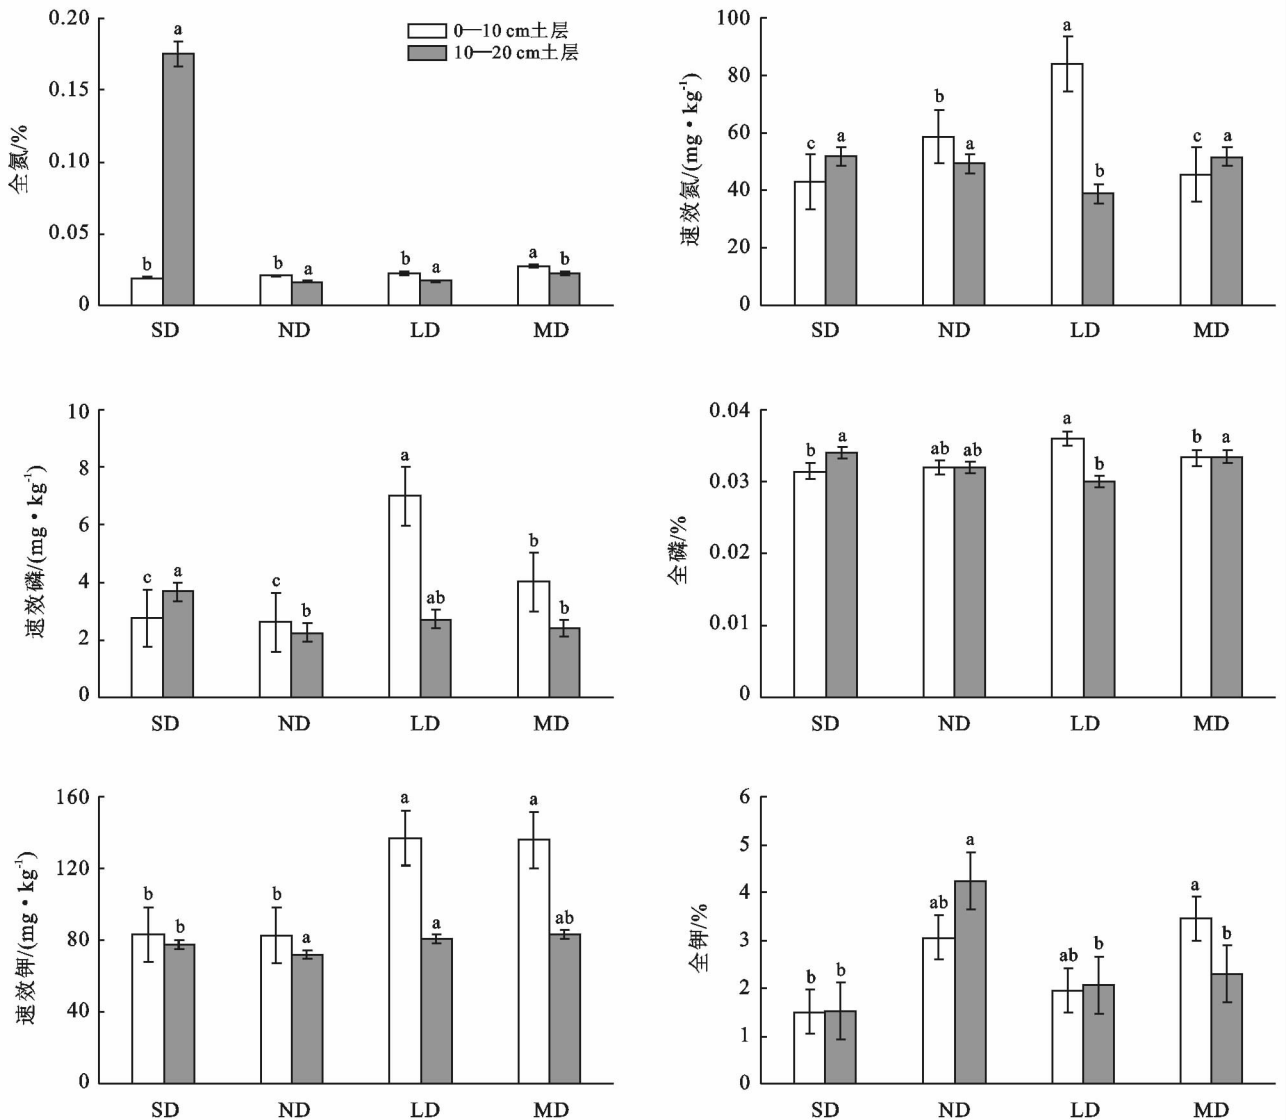 0.20
0.15
0.10
0.05
0
全氮/%
0—10 cm土层
10—20 cm土层
b a b a b a a b
SD ND LD MD
100
80
60
40
20
0
速效氮/(mg·kg-1)
c a b a a b c a
SD ND LD MD
10
8
6
4
2
0
速效磷/(mg·kg-1)
c a c b a ab b b
SD ND LD MD
0.04
0.03
0.02
0.01
0
全磷/%
b a ab ab a b b a
SD ND LD MD
160
120
80
40
0
速效钾/(mg·kg-1)
b b b a a a a ab
SD ND LD MD
6
5
4
3
2
1
0
全钾/%
b b ab a ab b a b
SD ND LD MD